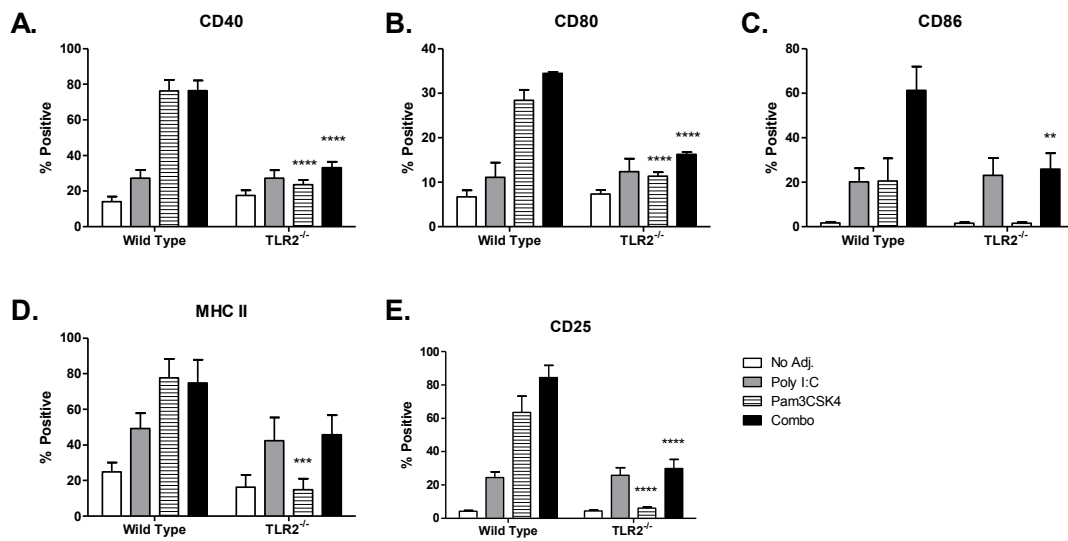 A.
CD40
% Positive
100
80
60
40
20
0
****
****
Wild Type
TLR2-/-
B.
CD80
% Positive
40
30
20
10
0
****
****
Wild Type
TLR2-/-
C.
CD86
% Positive
80
60
40
20
0
**
Wild Type
TLR2-/-
D.
MHC II
% Positive
100
80
60
40
20
0
***
Wild Type
TLR2-/-
E.
CD25
% Positive
100
80
60
40
20
0
****
****
Wild Type
TLR2-/-
No Adj.
Poly I:C
Pam3CSK4
Combo